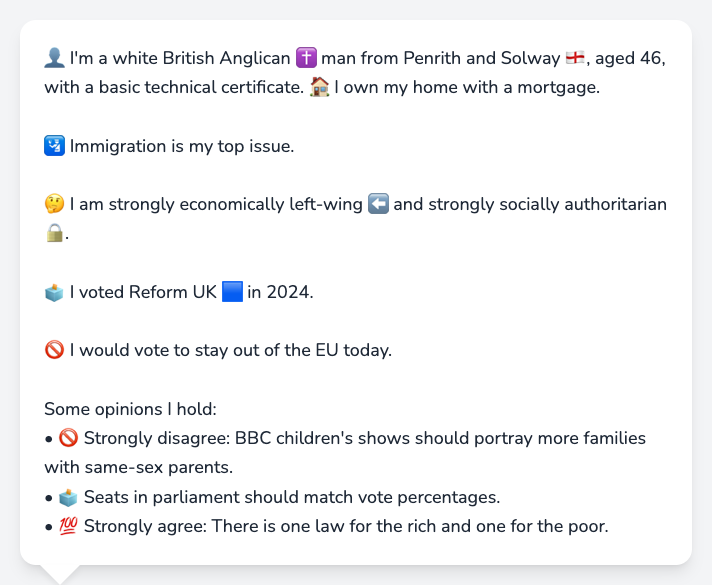 👤 I'm a white British Anglican ✝️ man from Penrith and Solway 🏴󠁧󠁢󠁥󠁮󠁧󠁿, aged 46,
with a basic technical certificate. 🏠 I own my home with a mortgage.
🛂 Immigration is my top issue.
🤔 I am strongly economically left-wing ⬅️ and strongly socially authoritarian
🔒.
🗳️ I voted Reform UK 🟦 in 2024.
🚫 I would vote to stay out of the EU today.
Some opinions I hold:
• 🚫 Strongly disagree: BBC children's shows should portray more families
with same-sex parents.
• 🗳️ Seats in parliament should match vote percentages.
• 💯 Strongly agree: There is one law for the rich and one for the poor.